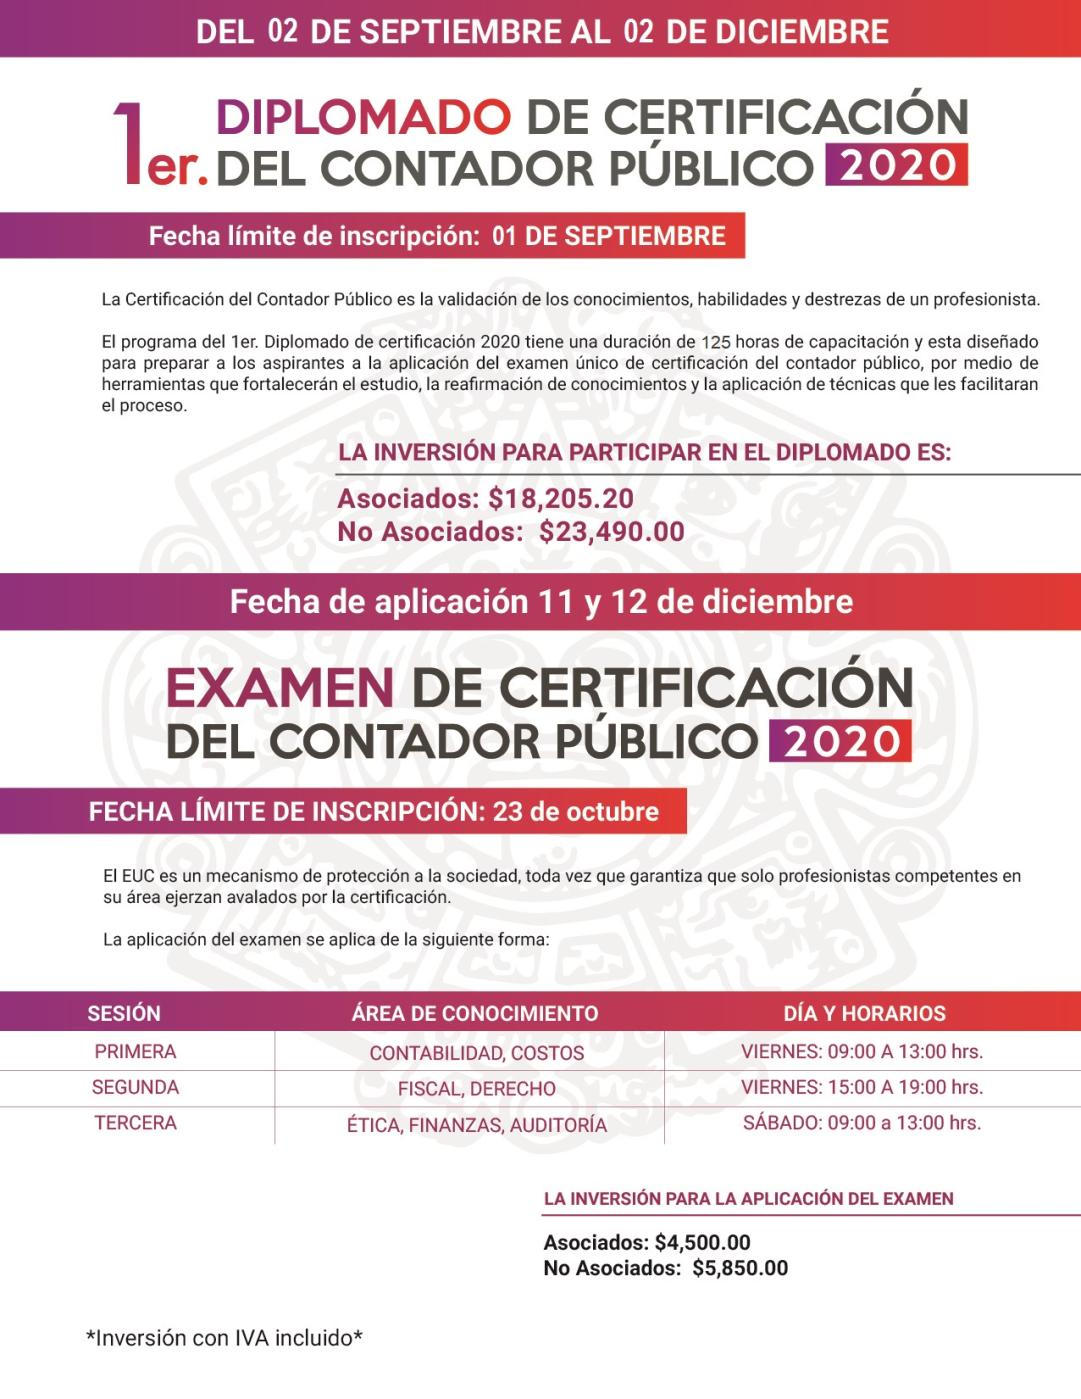 DEL 02 DE SEPTIEMBRE AL 02 DE DICIEMBRE
1er. DIPLOMADO DE CERTIFICACIÓN
DEL CONTADOR PÚBLICO 2020
Fecha límite de inscripción: 01 DE SEPTIEMBRE
La Certificación del Contador Público es la validación de los conocimientos, habilidades y destrezas de un profesionista.
El programa del 1er. Diplomado de certificación 2020 tiene una duración de 125 horas de capacitación y esta diseñado
para preparar a los aspirantes a la aplicación del examen único de certificación del contador público, por medio de
herramientas que fortalecerán el estudio, la reafirmación de conocimientos y la aplicación de técnicas que les facilitaran
el proceso.
LA INVERSIÓN PARA PARTICIPAR EN EL DIPLOMADO ES:
Asociados: $18,205.20
No Asociados: $23,490.00
Fecha de aplicación 11 y 12 de diciembre
EXAMEN DE CERTIFICACIÓN
DEL CONTADOR PÚBLICO 2020
FECHA LÍMITE DE INSCRIPCIÓN: 23 de octubre
El EUC es un mecanismo de protección a la sociedad, toda vez que garantiza que solo profesionistas competentes en
su área ejerzan avalados por la certificación.
La aplicación del examen se aplica de la siguiente forma:
SESIÓN ÁREA DE CONOCIMIENTO DÍA Y HORARIOS
PRIMERA CONTABILIDAD, COSTOS VIERNES: 09:00 A 13:00 hrs.
SEGUNDA FISCAL, DERECHO VIERNES: 15:00 A 19:00 hrs.
TERCERA ÉTICA, FINANZAS, AUDITORÍA SÁBADO: 09:00 a 13:00 hrs.
LA INVERSIÓN PARA LA APLICACIÓN DEL EXAMEN
Asociados: $4,500.00
No Asociados: $5,850.00
*Inversión con IVA incluido*